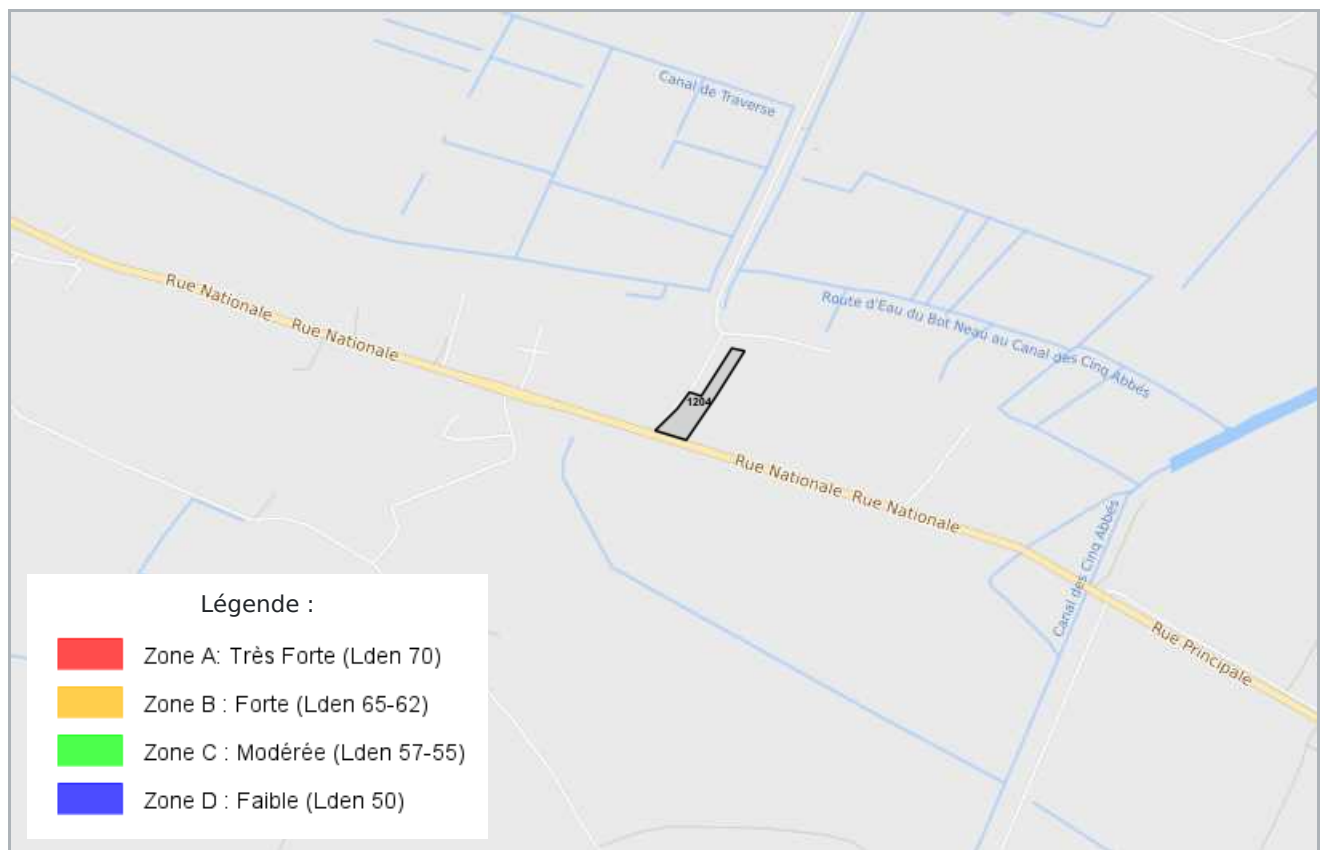 Canal de Traverse
Rue Nationale
Rue Nationale
Route d'Eau du Bot Neau au Canal des Cinq Abbés
1204
Rue Nationale
Rue Nationale
Canal des Cinq Abbés
Rue Principale
Légende :
Zone A: Très Forte (Lden 70)
Zone B : Forte (Lden 65-62)
Zone C : Modérée (Lden 57-55)
Zone D : Faible (Lden 50)